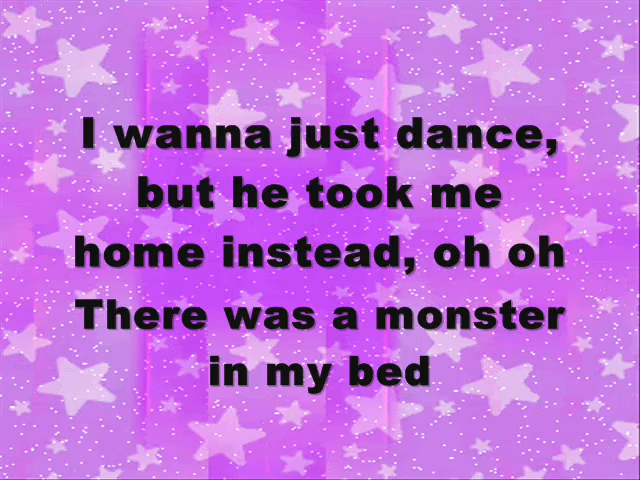 I wanna just dance,
but he took me
home instead, oh oh
There was a monster
in my bed